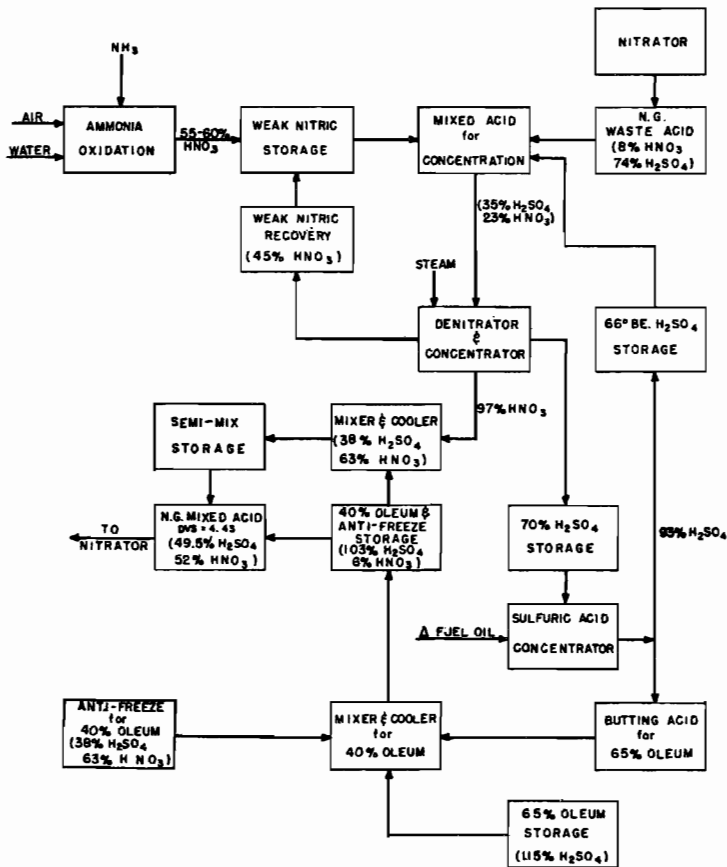 NH₃
NITRATOR
AIR
WATER
AMMONIA
OXIDATION
55-60%
HNO₃
WEAK NITRIC
STORAGE
MIXED ACID
for
CONCENTRATION
N.G.
WASTE ACID
(8% HNO₃
74% H₂SO₄)
WEAK NITRIC
RECOVERY
(45% HNO₃)
(35% H₂SO₄
23% HNO₃)
STEAM
DENITRATOR
&
CONCENTRATOR
66° BE. H₂SO₄
STORAGE
97% HNO₃
SEMI-MIX
STORAGE
MIXER & COOLER
(38% H₂SO₄
63% HNO₃)
TO
NITRATOR
N.G. MIXED ACID
DVS = 4.45
(49.5% H₂SO₄
52% HNO₃)
40% OLEUM &
ANTI-FREEZE
STORAGE
(103% H₂SO₄
6% HNO₃)
70% H₂SO₄
STORAGE
93% H₂SO₄
Δ FUEL OIL
SULFURIC ACID
CONCENTRATOR
ANTI-FREEZE
for
40% OLEUM
(38% H₂SO₄
63% HNO₃)
MIXER & COOLER
for
40% OLEUM
BUTTING ACID
for
65% OLEUM
65% OLEUM
STORAGE
(115% H₂SO₄)